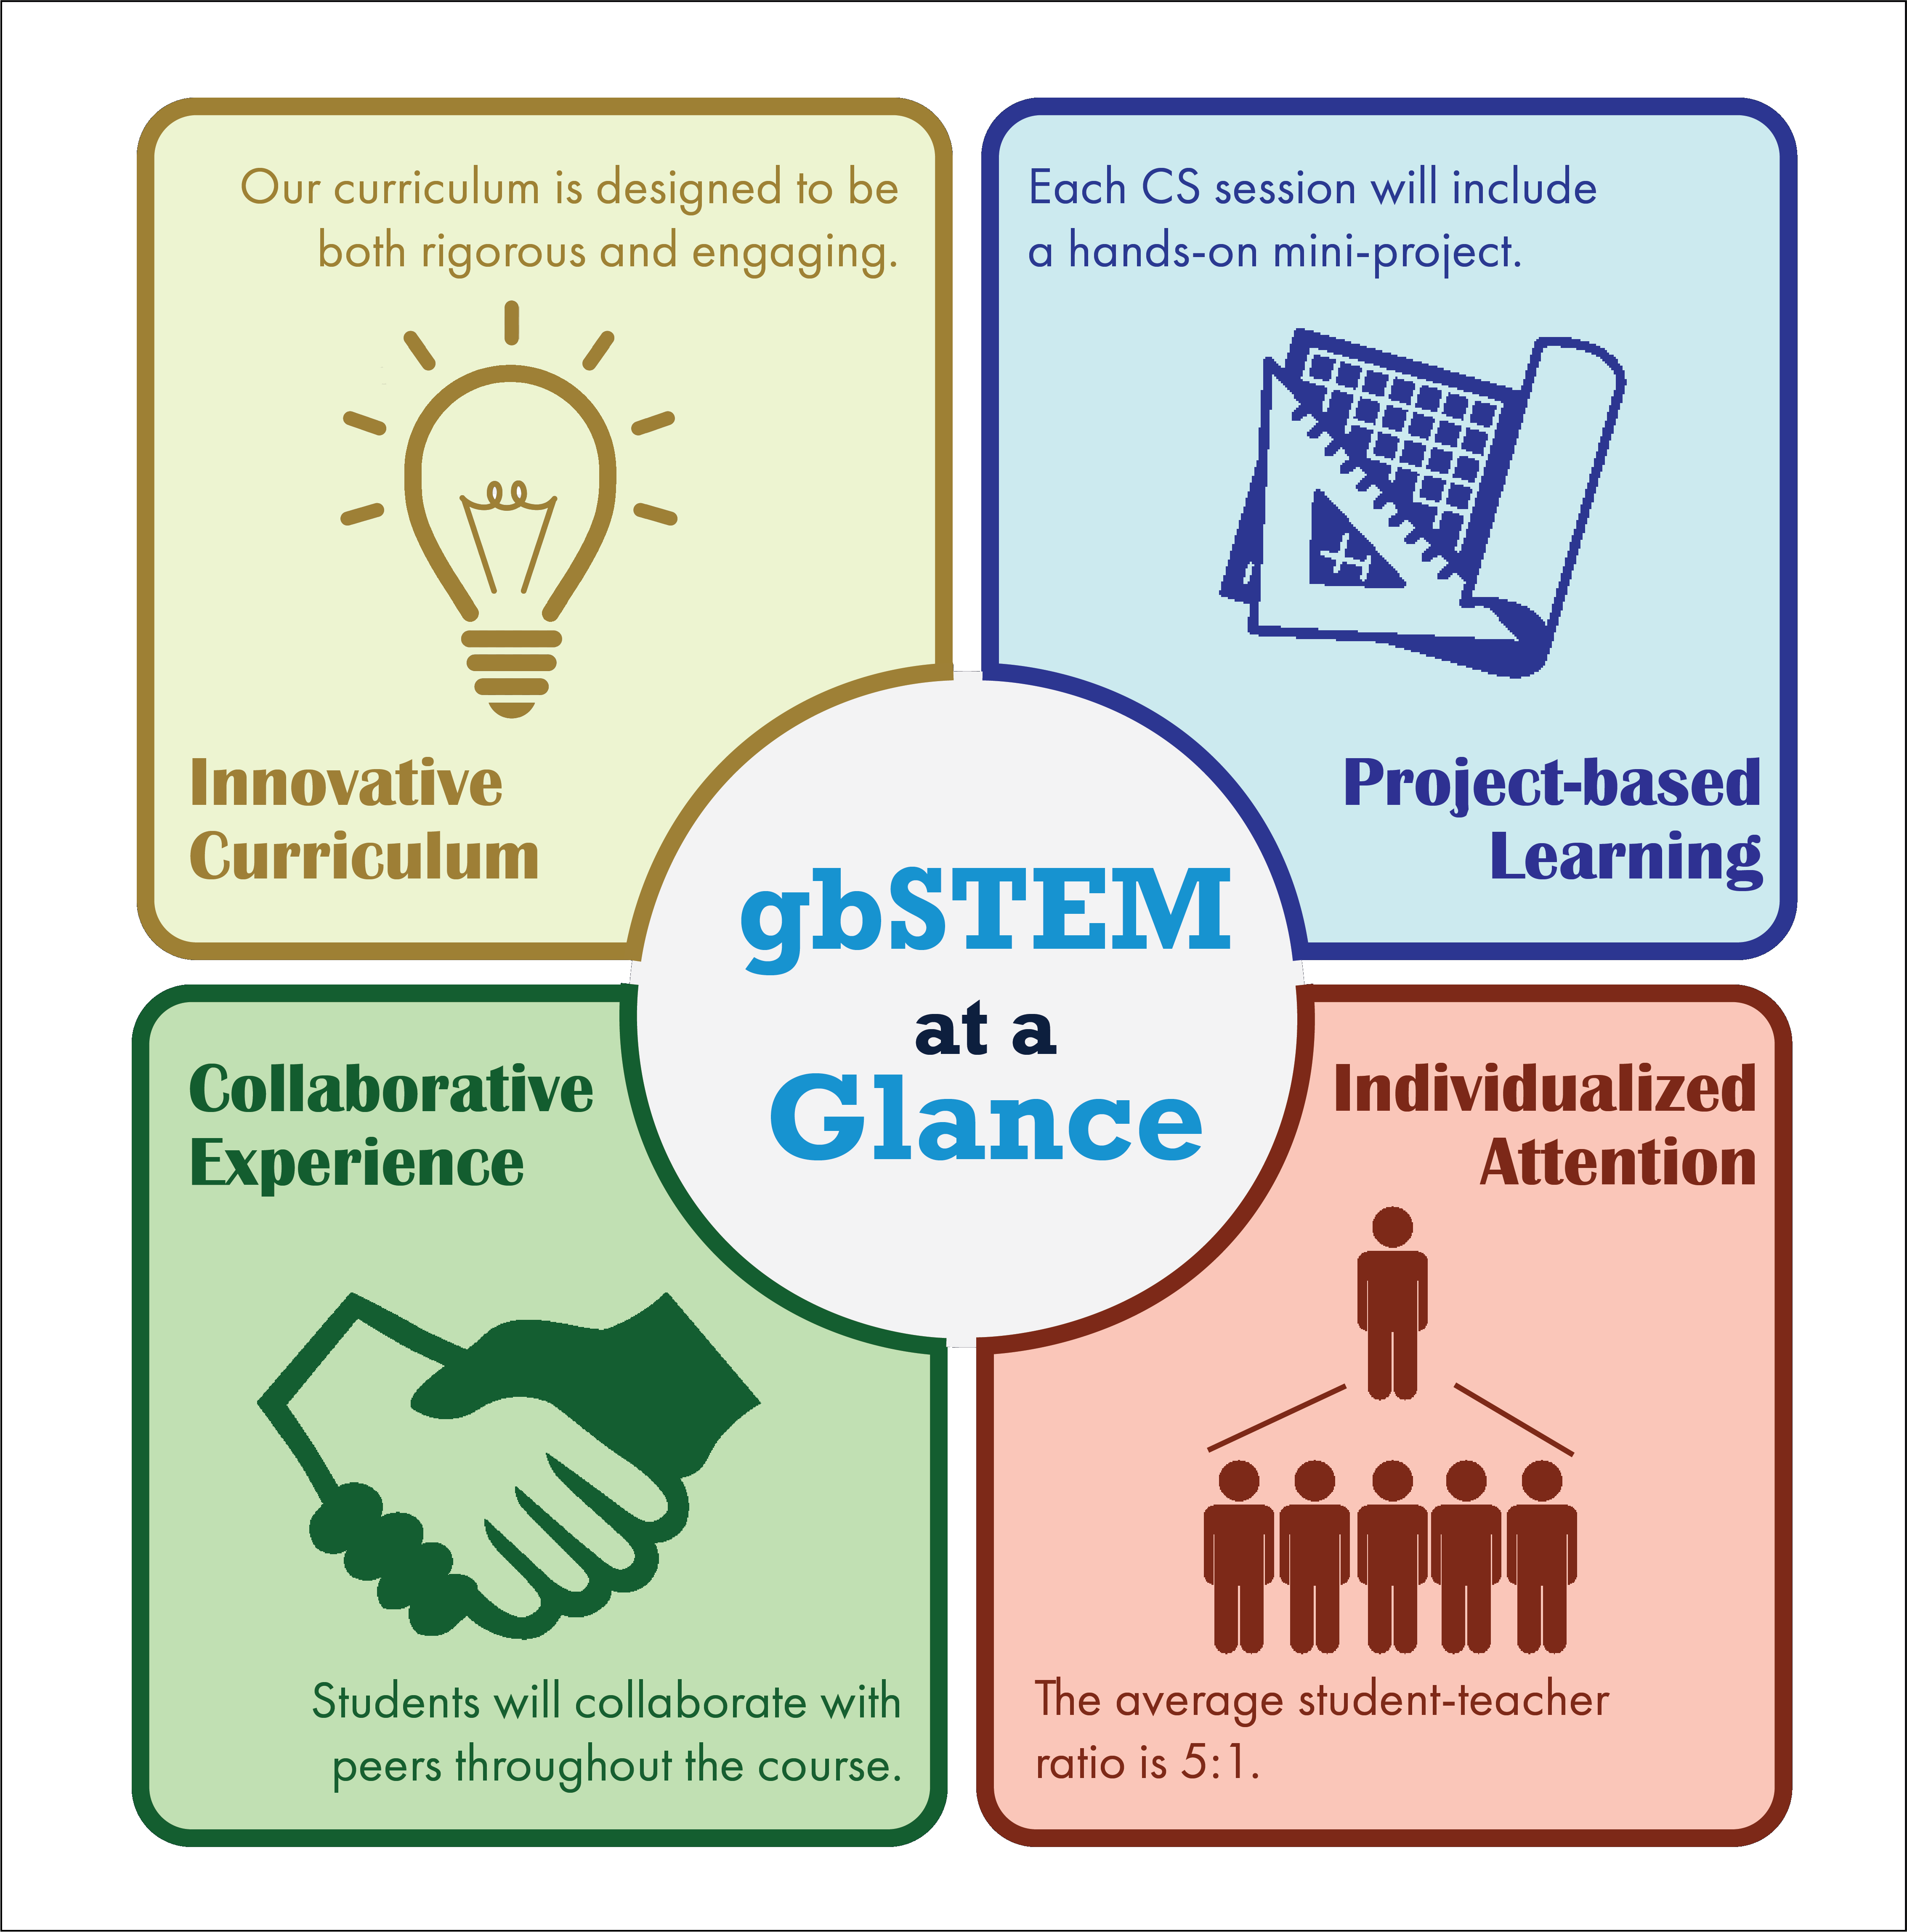 Our curriculum is designed to be
both rigorous and engaging.
Innovative
Curriculum
Each CS session will include
a hands-on mini-project.
Project-based
Learning
gbSTEM
at a
Glance
Collaborative
Experience
Students will collaborate with
peers throughout the course.
Individualized
Attention
The average student-teacher
ratio is 5:1.